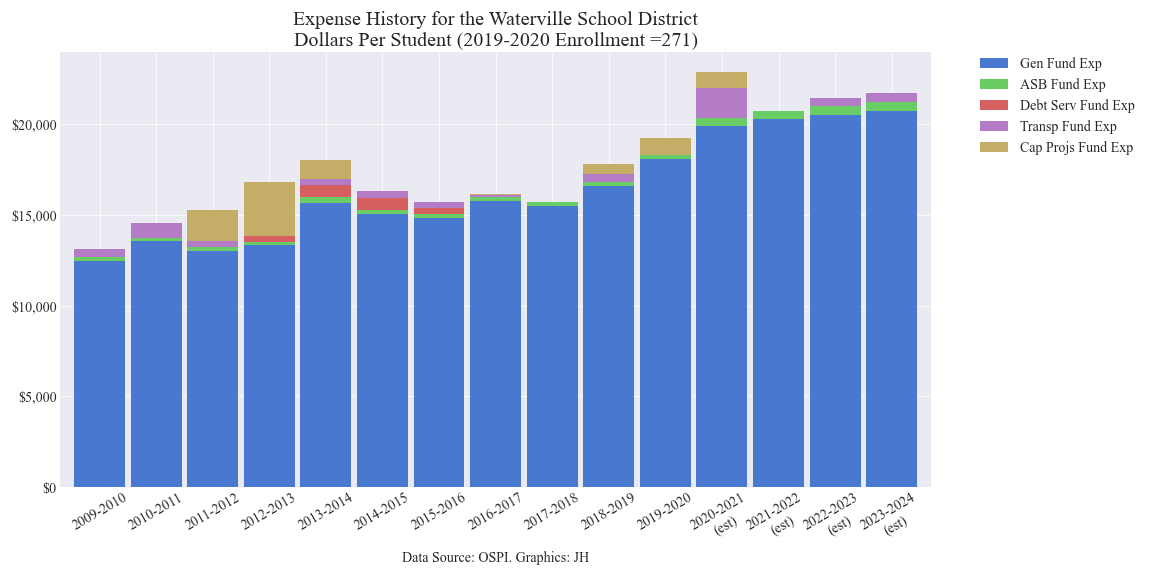 Expense History for the Waterville School District
Dollars Per Student (2019-2020 Enrollment =271)
Gen Fund Exp
ASB Fund Exp
Debt Serv Fund Exp
Transp Fund Exp
Cap Projs Fund Exp
$20,000
$15,000
$10,000
$5,000
$0
2009-2010
2010-2011
2011-2012
2012-2013
2013-2014
2014-2015
2015-2016
2016-2017
2017-2018
2018-2019
2019-2020
2020-2021
(est)
2021-2022
(est)
2022-2023
(est)
2023-2024
(est)
Data Source: OSPI. Graphics: JH